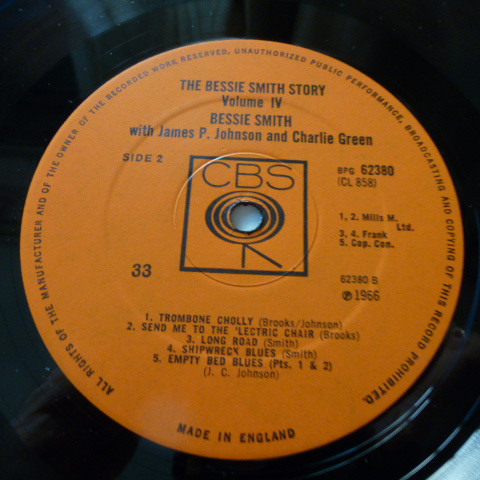 ALL RIGHTS OF THE MANUFACTURER AND OF THE OWNER OF THE RECORDED WORK RESERVED. UNAUTHORIZED PUBLIC PERFORMANCE, BROADCASTING AND COPYING OF THIS RECORD PROHIBITED.
THE BESSIE SMITH STORY
Volume IV
BESSIE SMITH
with James P. Johnson and Charlie Green
SIDE 2
BPG 62380
(CL 858)
CBS
1, 2. Mills M.
Ltd.
3, 4. Frank
5. Cop. Con.
33
62380 B
℗ 1966
1. TROMBONE CHOLLY (Brooks/Johnson)
2. SEND ME TO THE 'LECTRIC CHAIR (Brooks)
3. LONG ROAD (Smith)
4. SHIPWRECK BLUES (Smith)
5. EMPTY BED BLUES (Pts. 1 & 2)
(J. C. Johnson)
MADE IN ENGLAND